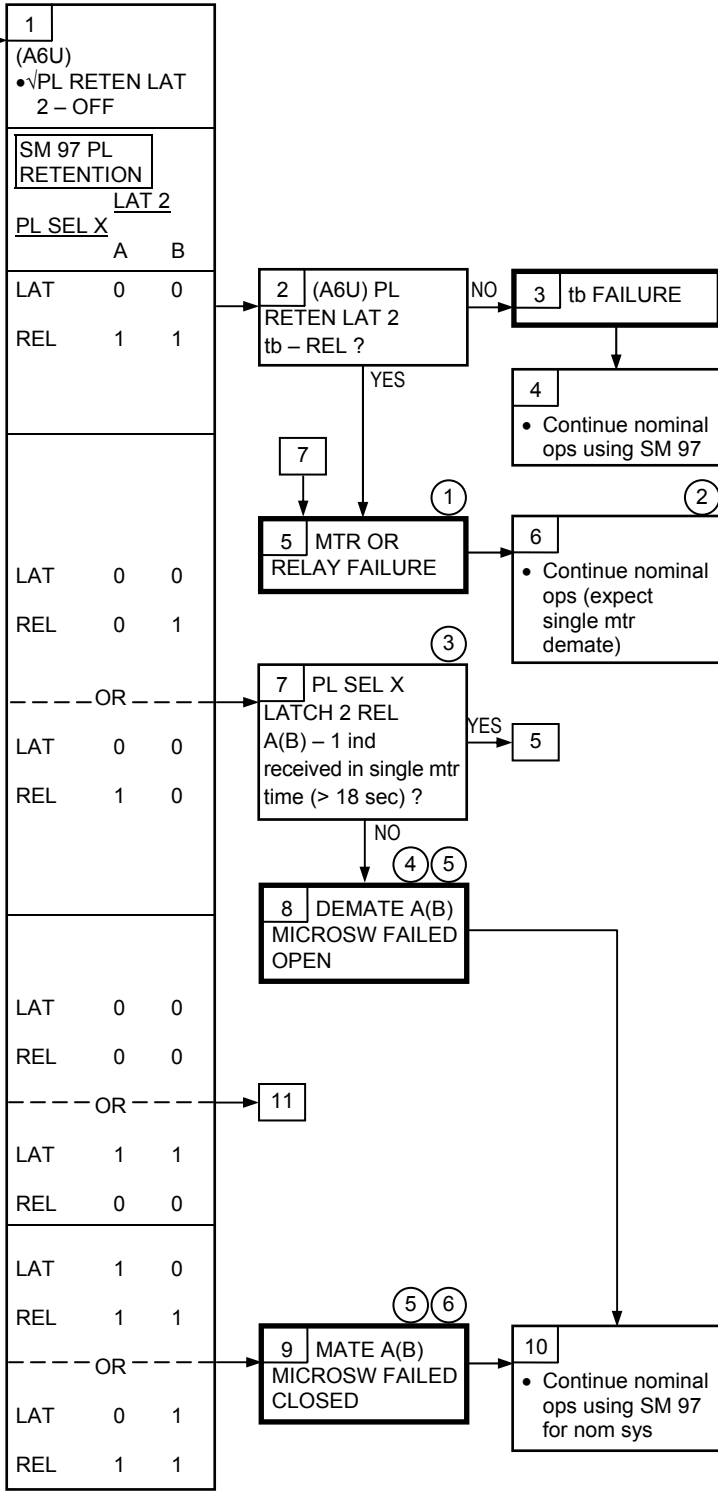 1
(A6U)
•√PL RETEN LAT
2 – OFF
SM 97 PL
RETENTION
LAT 2
PL SEL X
A B
LAT 0 0
REL 1 1
2 (A6U) PL
RETEN LAT 2
tb – REL ?
NO
3 tb FAILURE
YES
4
• Continue nominal
ops using SM 97
7
LAT 0 0
REL 0 1
OR
LAT 0 0
REL 1 0
1
5 MTR OR
RELAY FAILURE
2
6
• Continue nominal
ops (expect
single mtr
demate)
3
7 PL SEL X
LATCH 2 REL
A(B) – 1 ind
received in single mtr
time (> 18 sec) ?
YES
5
NO
4 5
8 DEMATE A(B)
MICROSW FAILED
OPEN
LAT 0 0
REL 0 0
OR
LAT 1 1
REL 0 0
11
LAT 1 0
REL 1 1
OR
LAT 0 1
REL 1 1
5 6
9 MATE A(B)
MICROSW FAILED
CLOSED
10
• Continue nominal
ops using SM 97
for nom sys